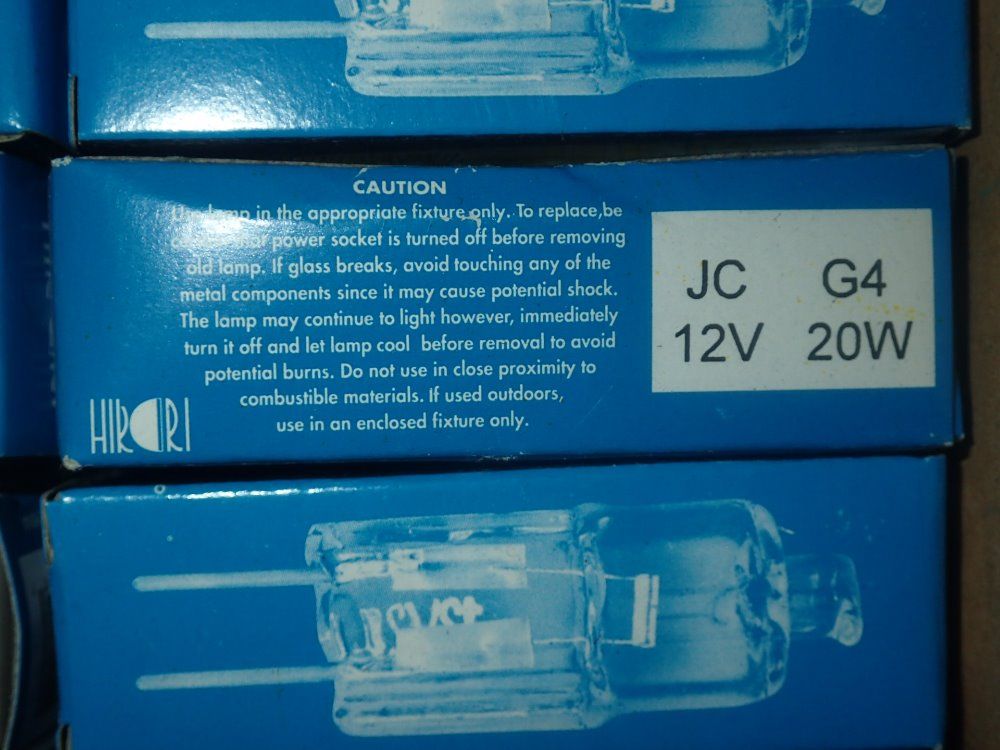 CAUTION
lamp in the appropriate fixture only. To replace,be
power socket is turned off before removing
old lamp. If glass breaks, avoid touching any of the
metal components since it may cause potential shock.
The lamp may continue to light however, immediately
turn it off and let lamp cool before removal to avoid
potential burns. Do not use in close proximity to
combustible materials. If used outdoors,
use in an enclosed fixture only.
HIKARI
JC G4
12V 20W